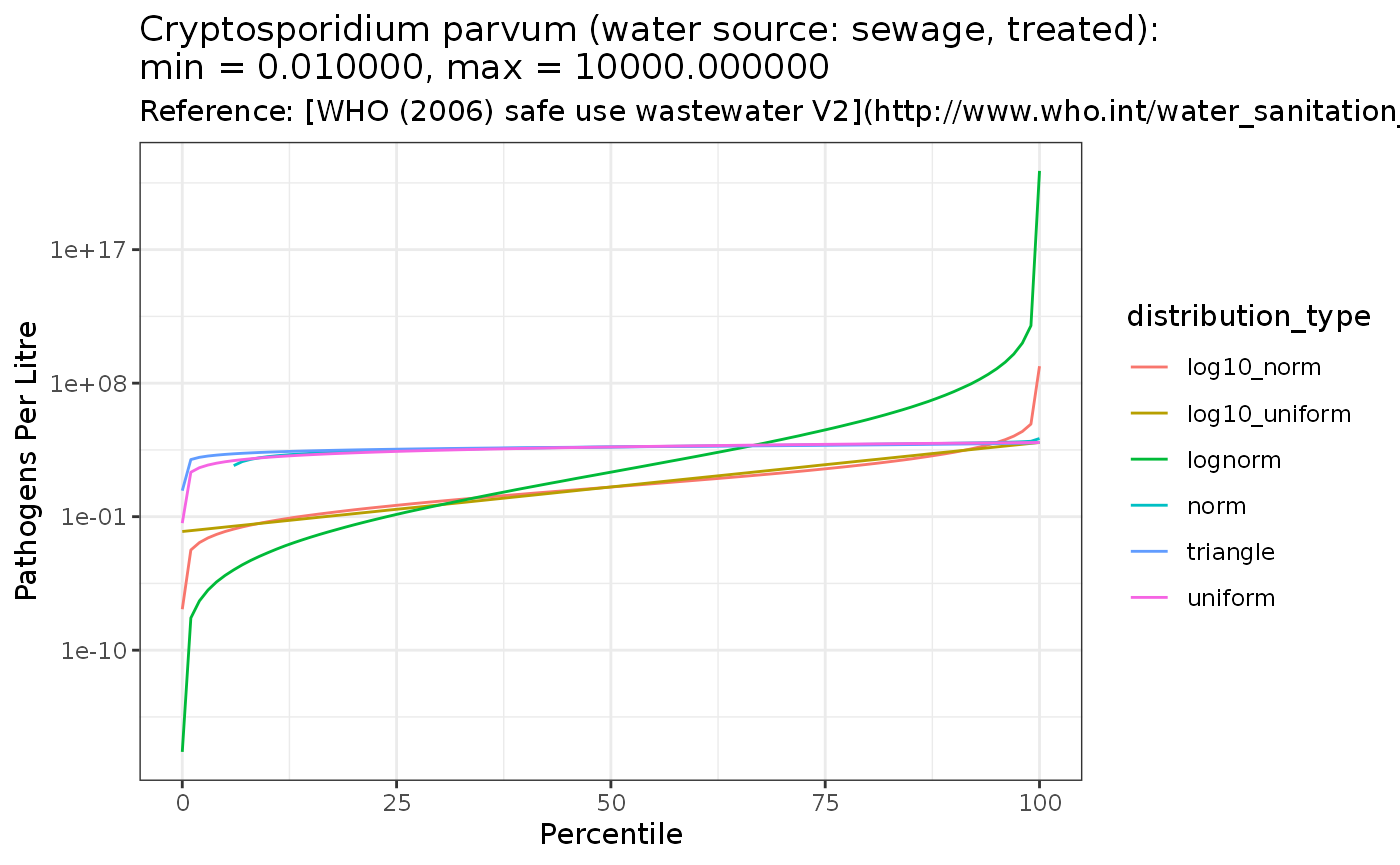 Cryptosporidium parvum (water source: sewage, treated):
min = 0.010000, max = 10000.000000
Reference: [WHO (2006) safe use wastewater V2](http://www.who.int/water_sanitation_
1e+17
1e+08
1e-01
1e-10
Pathogens Per Litre
0 25 50 75 100
Percentile
distribution_type
log10_norm
log10_uniform
lognorm
norm
triangle
uniform